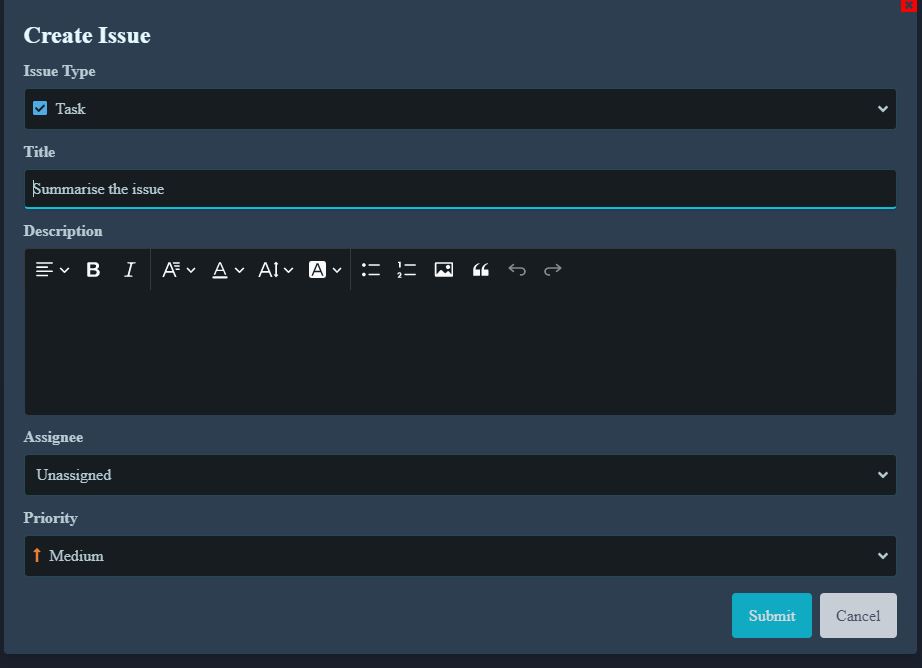 Create Issue
Issue Type
Task
Title
Summarise the issue
Description
B I A A A A
Assignee
Unassigned
Priority
Medium
Submit Cancel